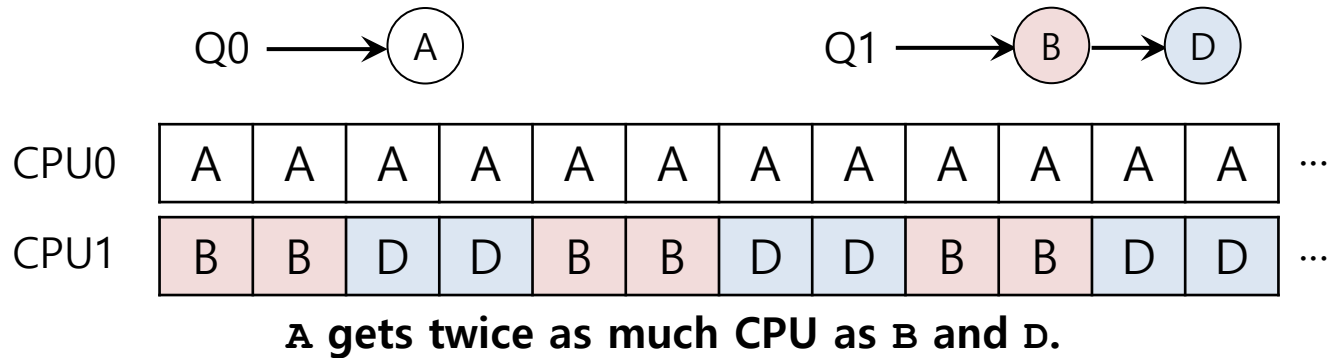 Q0 A Q1 B D
CPU0 A A A A A A A A A A A A ...
CPU1 B B D D B B D D B B D D ...
A gets twice as much CPU as B and D.